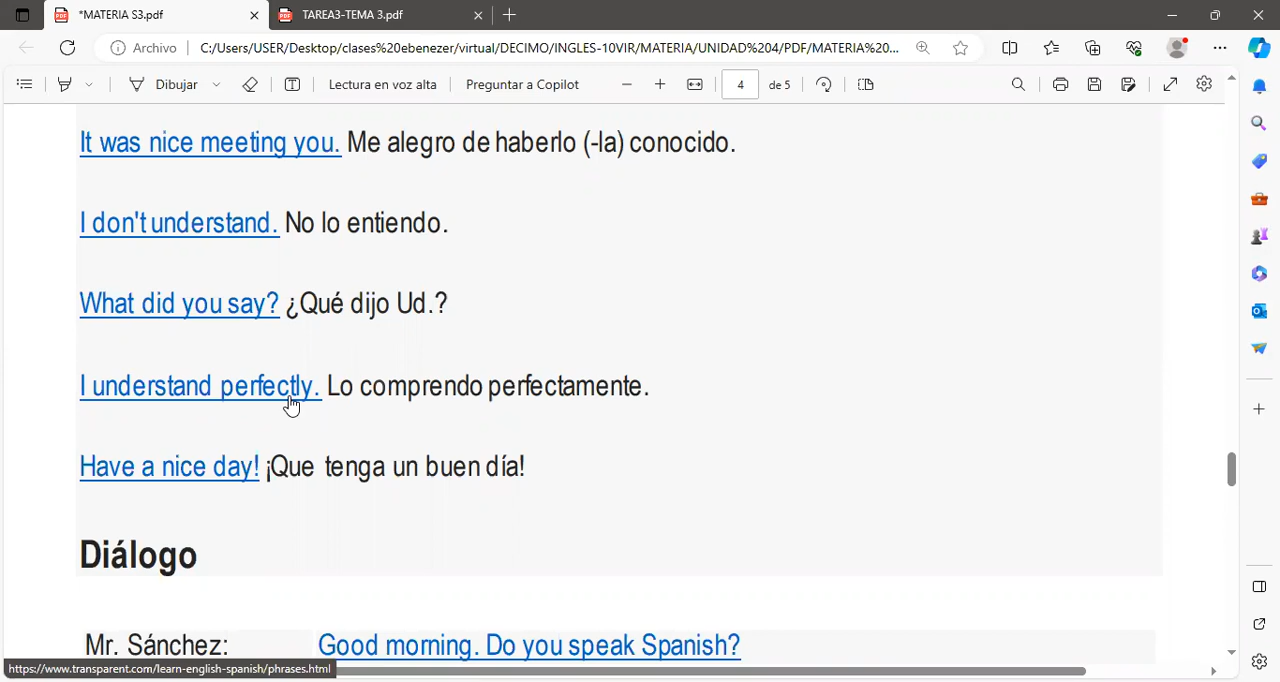 *MATERIA S3.pdf
TAREA3-TEMA 3.pdf
Archivo
C:/Users/USER/Desktop/clases%20ebenezer/virtual/DECIMO/INGLES-10VIR/MATERIA/UNIDAD%204/PDF/MATERIA%20...
Dibujar
Lectura en voz alta
Preguntar a Copilot
4
de 5
It was nice meeting you. Me alegro de haberlo (-la) conocido.
I don't understand. No lo entiendo.
What did you say? ¿Qué dijo Ud.?
I understand perfectly. Lo comprendo perfectamente.
Have a nice day! ¡Que tenga un buen día!
Diálogo
Mr. Sánchez: Good morning. Do you speak Spanish?
https://www.transparent.com/learn-english-spanish/phrases.html